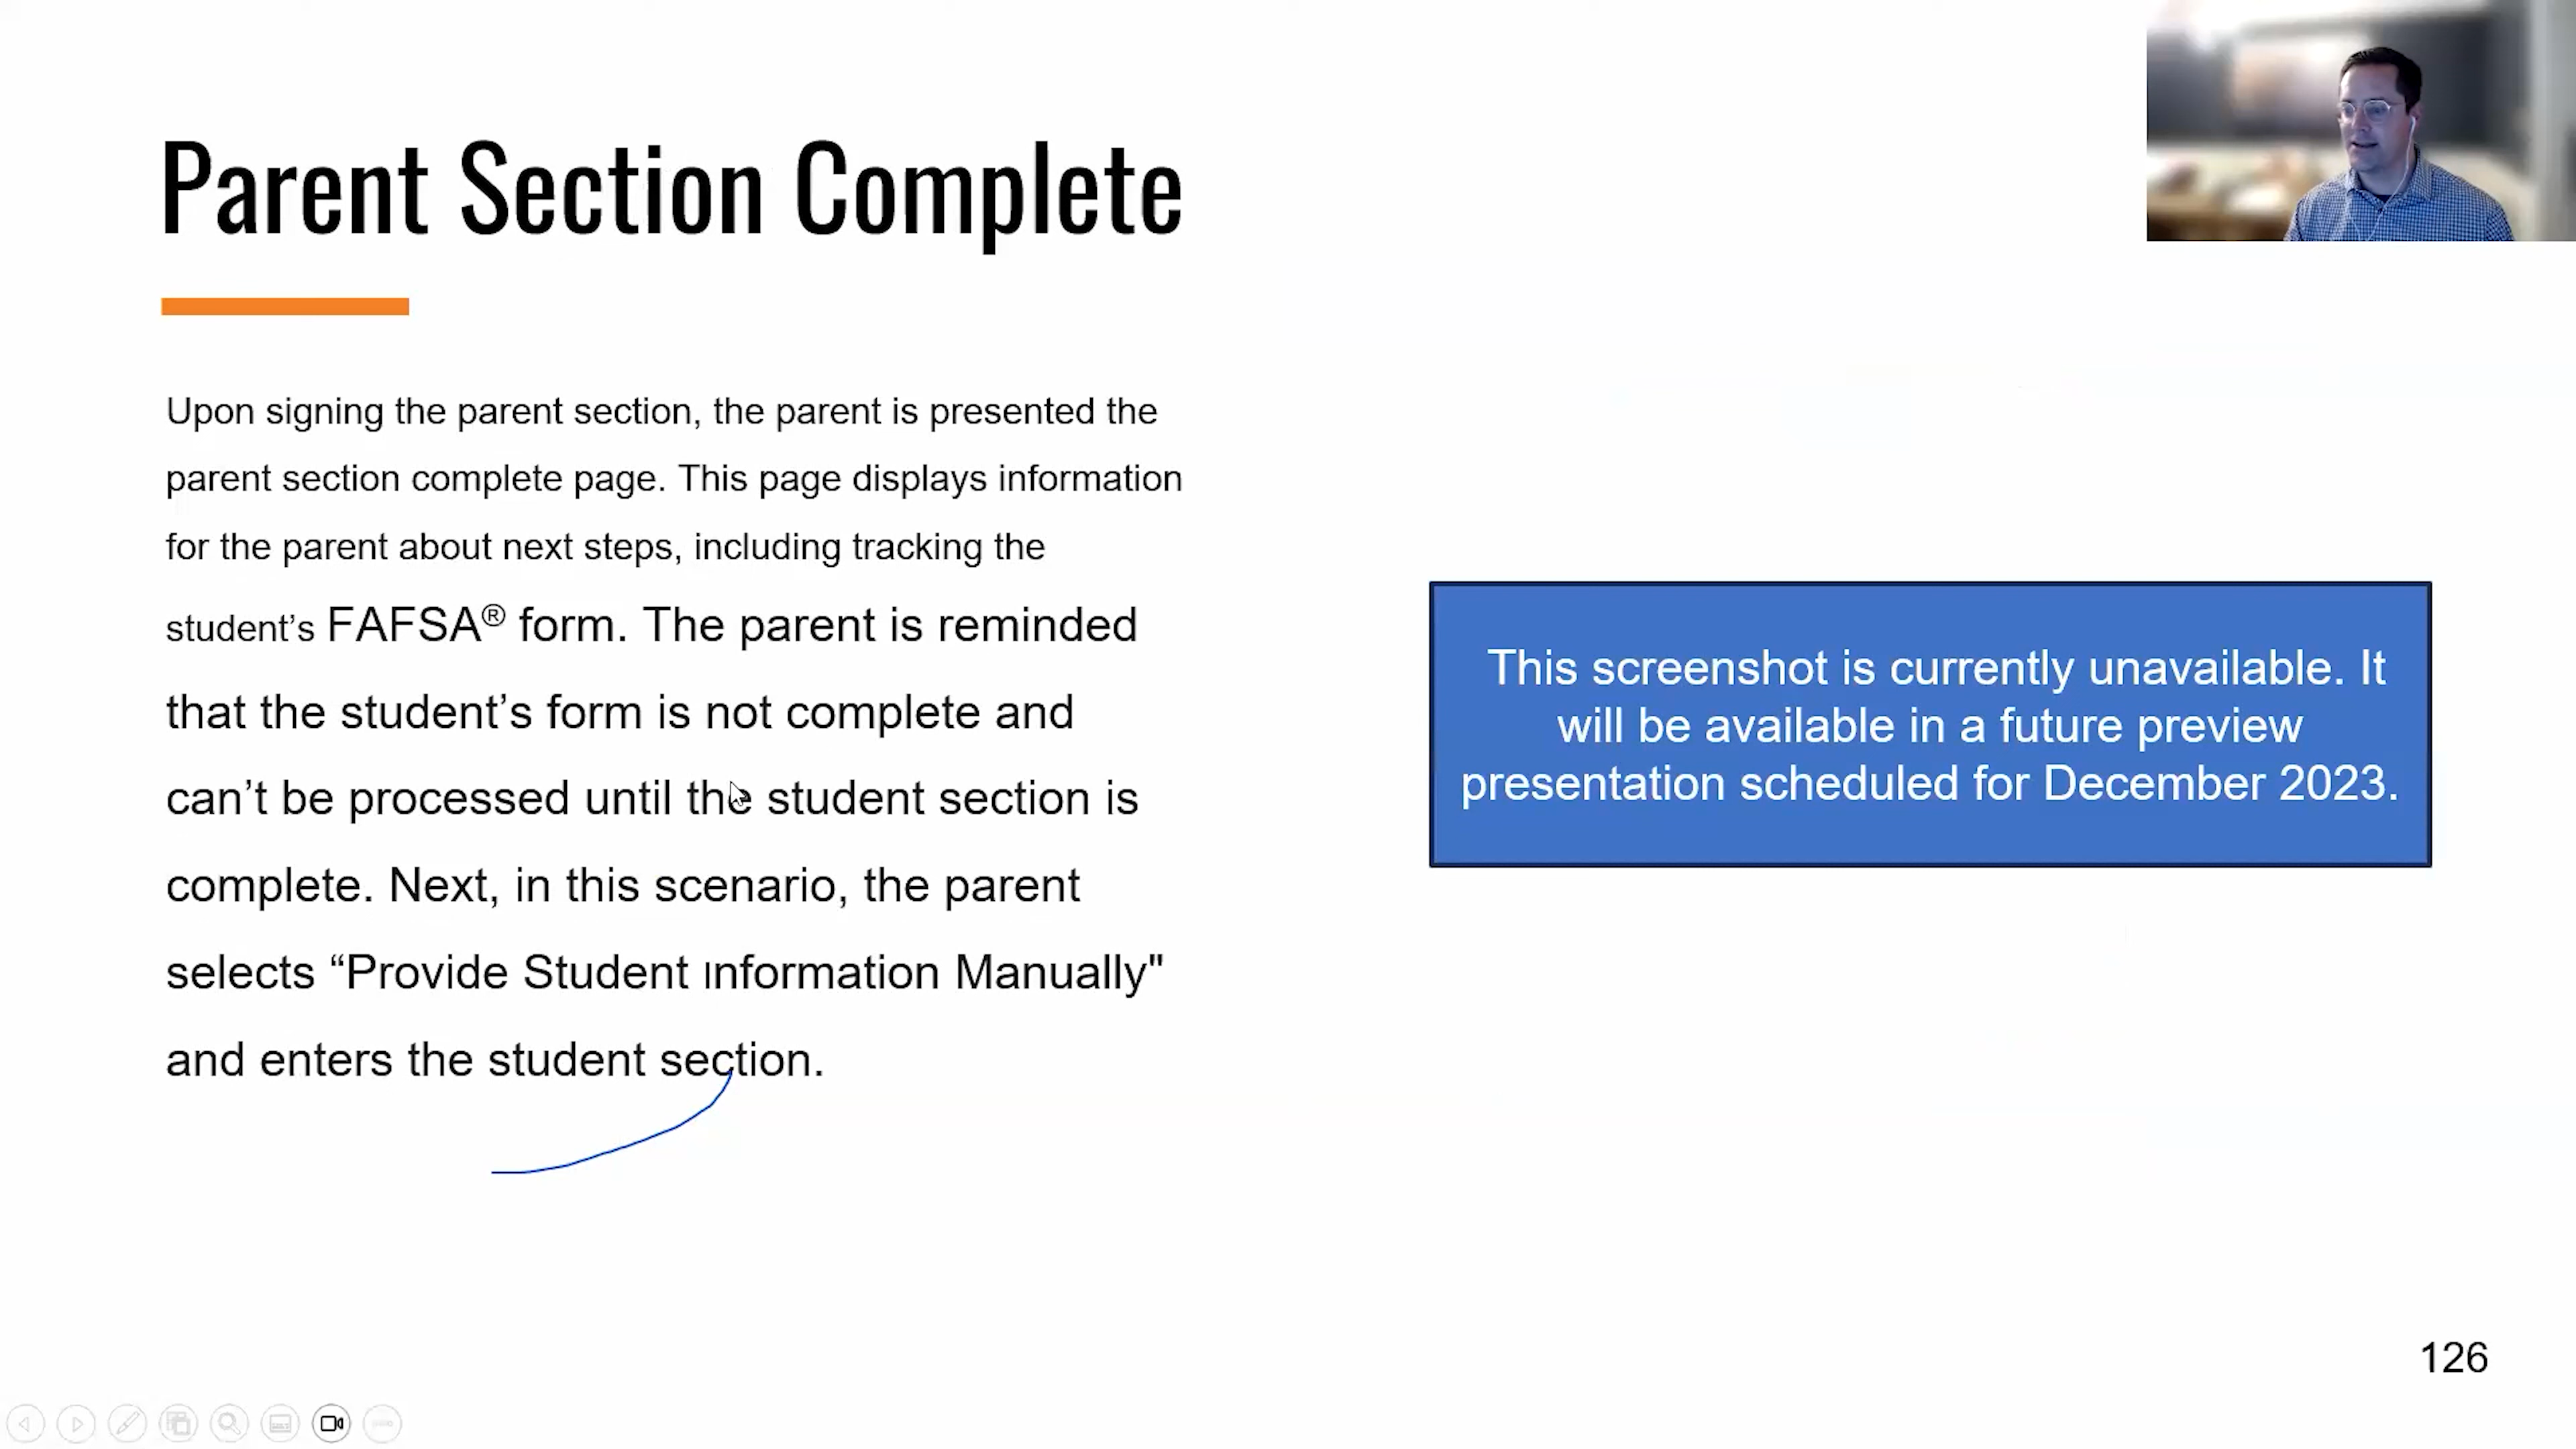 Parent Section Complete
Upon signing the parent section, the parent is presented the
parent section complete page. This page displays information
for the parent about next steps, including tracking the
student’s FAFSA® form. The parent is reminded
that the student’s form is not complete and
can’t be processed until the student section is
complete. Next, in this scenario, the parent
selects “Provide Student Information Manually"
and enters the student section.
This screenshot is currently unavailable. It
will be available in a future preview
presentation scheduled for December 2023.
126